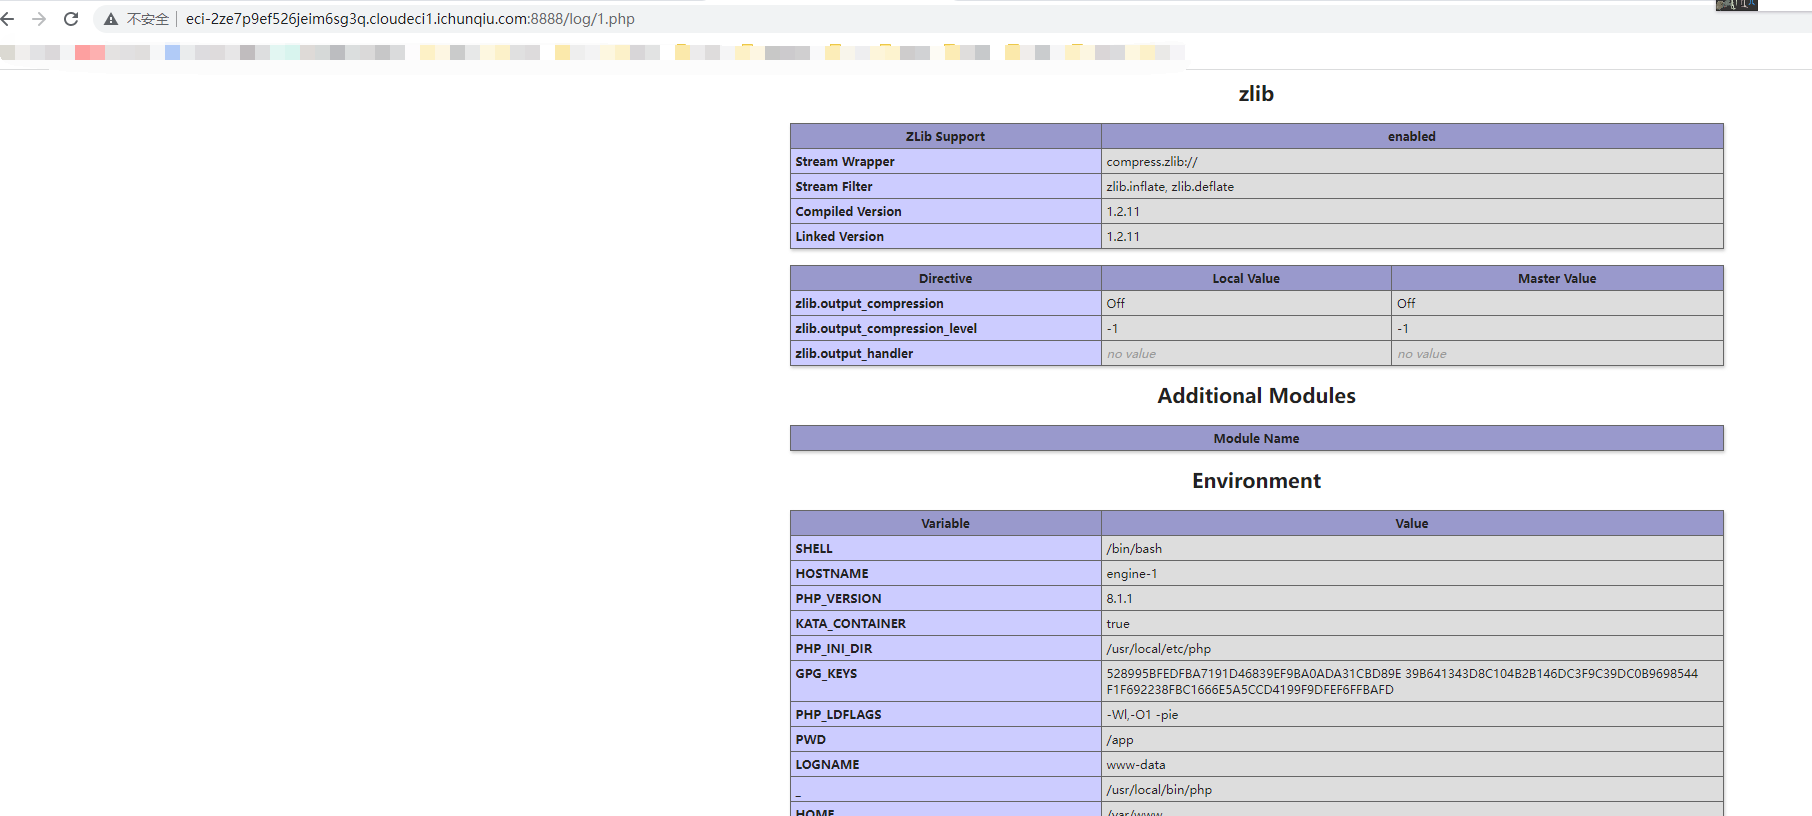 不安全 eci-2ze7p9ef526jeim6sg3q.cloudeci1.ichunqiu.com:8888/log/1.php
zlib
ZLib Support enabled
Stream Wrapper compress.zlib://
Stream Filter zlib.inflate, zlib.deflate
Compiled Version 1.2.11
Linked Version 1.2.11
Directive Local Value Master Value
zlib.output_compression Off Off
zlib.output_compression_level -1 -1
zlib.output_handler no value no value
Additional Modules
Module Name
Environment
Variable Value
SHELL /bin/bash
HOSTNAME engine-1
PHP_VERSION 8.1.1
KATA_CONTAINER true
PHP_INI_DIR /usr/local/etc/php
GPG_KEYS 528995BFEDFBA7191D46839EF9BA0ADA31CBD89E 39B641343D8C104B2B146DC3F9C39DC0B9698544
F1F692238FBC1666E5A5CCD4199F9DFEF6FFBAFD
PHP_LDFLAGS -Wl,-O1 -pie
PWD /app
LOGNAME www-data
_ /usr/local/bin/php
HOME /var/www